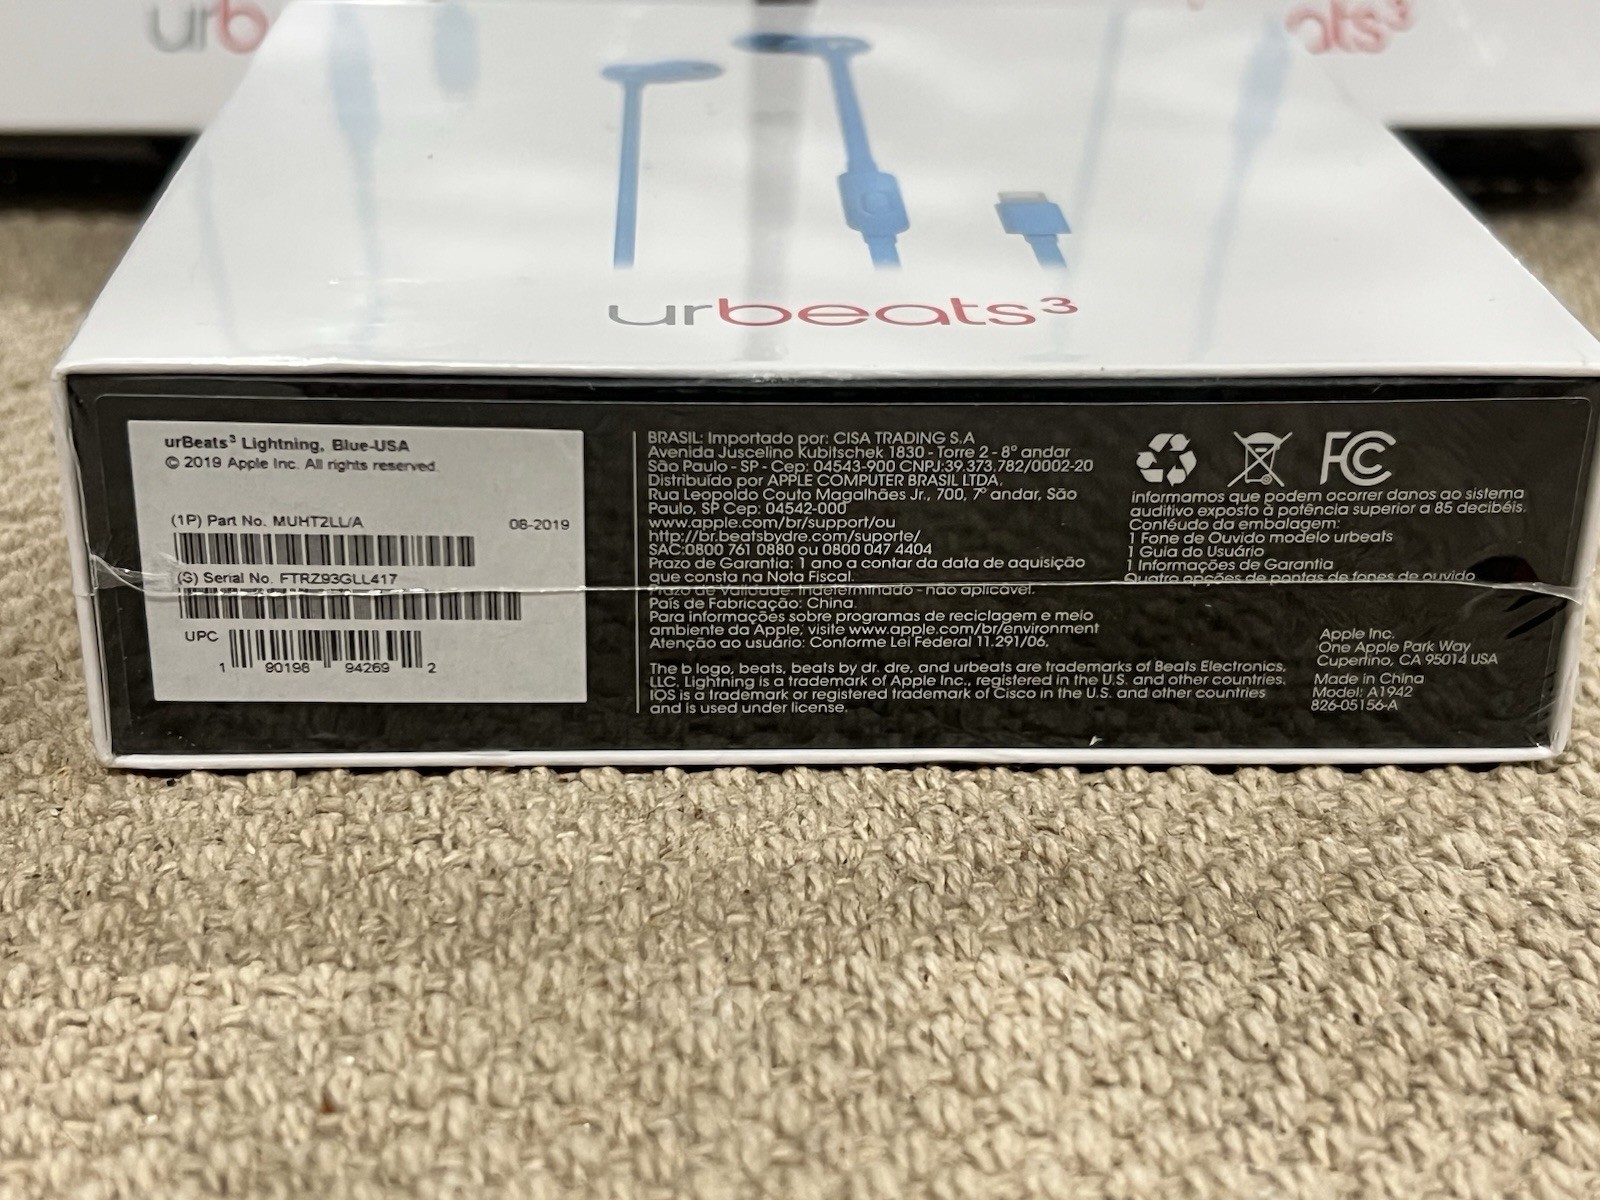 urb
ats³
urbeats³
urBeats³ Lightning, Blue-USA
© 2019 Apple Inc. All rights reserved.
(1P) Part No. MUHT2LL/A
08-2019
(S) Serial No. FTRZ93GLL417
UPC
1 90198 94269 2
BRASIL: Importado por: CISA TRADING S.A
Avenida Juscelino Kubitschek 1830 - Torre 2 - 8º andar
São Paulo - SP - Cep: 04543-900 CNPJ:39.373.782/0002-20
Distribuído por APPLE COMPUTER BRASIL LTDA.
Rua Leopoldo Couto Magalhães Jr., 700, 7º andar, São
Paulo, SP Cep: 04542-000
www.apple.com/br/support/ou
http://br.beatsbydre.com/suporte/
SAC:0800 761 0880 ou 0800 047 4404
Prazo de Garantia: 1 ano a contar da data de aquisição
que consta na Nota Fiscal.
Prazo de Validade: Indeterminado - não aplicável.
País de Fabricação: China.
Para informações sobre programas de reciclagem e meio
ambiente da Apple, visite www.apple.com/br/environment
Atenção ao usuário: Conforme Lei Federal 11.291/06,
FC
informamos que podem ocorrer danos ao sistema
auditivo exposto à potência superior a 85 decibéis.
Contéudo da embalagem:
1 Fone de Ouvido modelo urbeats
1 Guia do Usuário
1 Informações de Garantia
Quatro opções de pontas de fones de ouvido
The b logo, beats, beats by dr. dre, and urbeats are trademarks of Beats Electronics,
LLC. Lightning is a trademark of Apple Inc., registered in the U.S. and other countries.
IOS is a trademark or registered trademark of Cisco in the U.S. and other countries
and is used under license.
Apple Inc.
One Apple Park Way
Cupertino, CA 95014 USA
Made in China
Model: A1942
826-05156-A